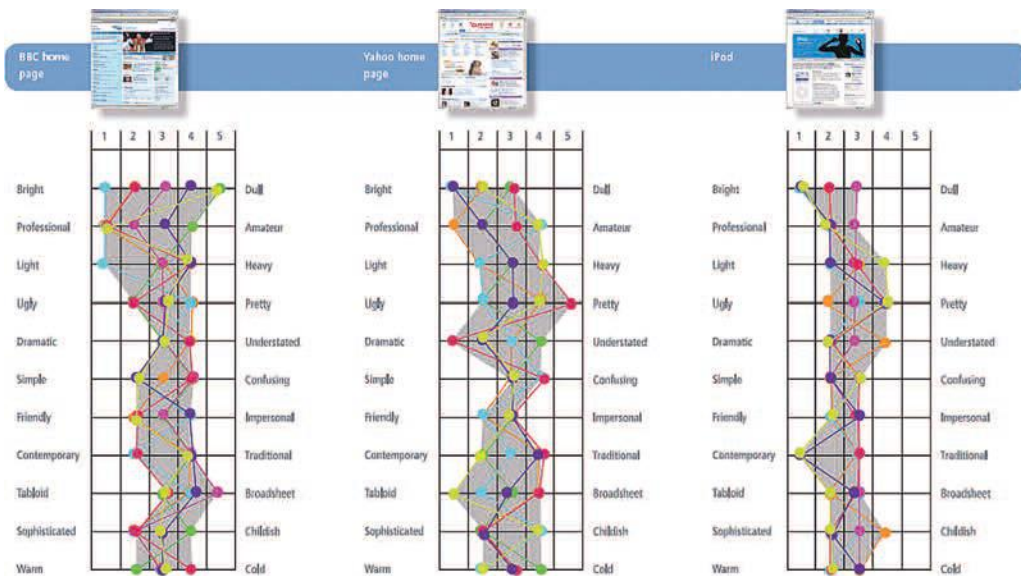 BBC home
page
Yahoo home
page
iPod
1 2 3 4 5
Bright Dull
Professional Amateur
Light Heavy
Ugly Pretty
Dramatic Understated
Simple Confusing
Friendly Impersonal
Contemporary Traditional
Tabloid Broadsheet
Sophisticated Childish
Warm Cold
1 2 3 4 5
Bright Dull
Professional Amateur
Light Heavy
Ugly Pretty
Dramatic Understated
Simple Confusing
Friendly Impersonal
Contemporary Traditional
Tabloid Broadsheet
Sophisticated Childish
Warm Cold
1 2 3 4 5
Bright Dull
Professional Amateur
Light Heavy
Ugly Pretty
Dramatic Understated
Simple Confusing
Friendly Impersonal
Contemporary Traditional
Tabloid Broadsheet
Sophisticated Childish
Warm Cold